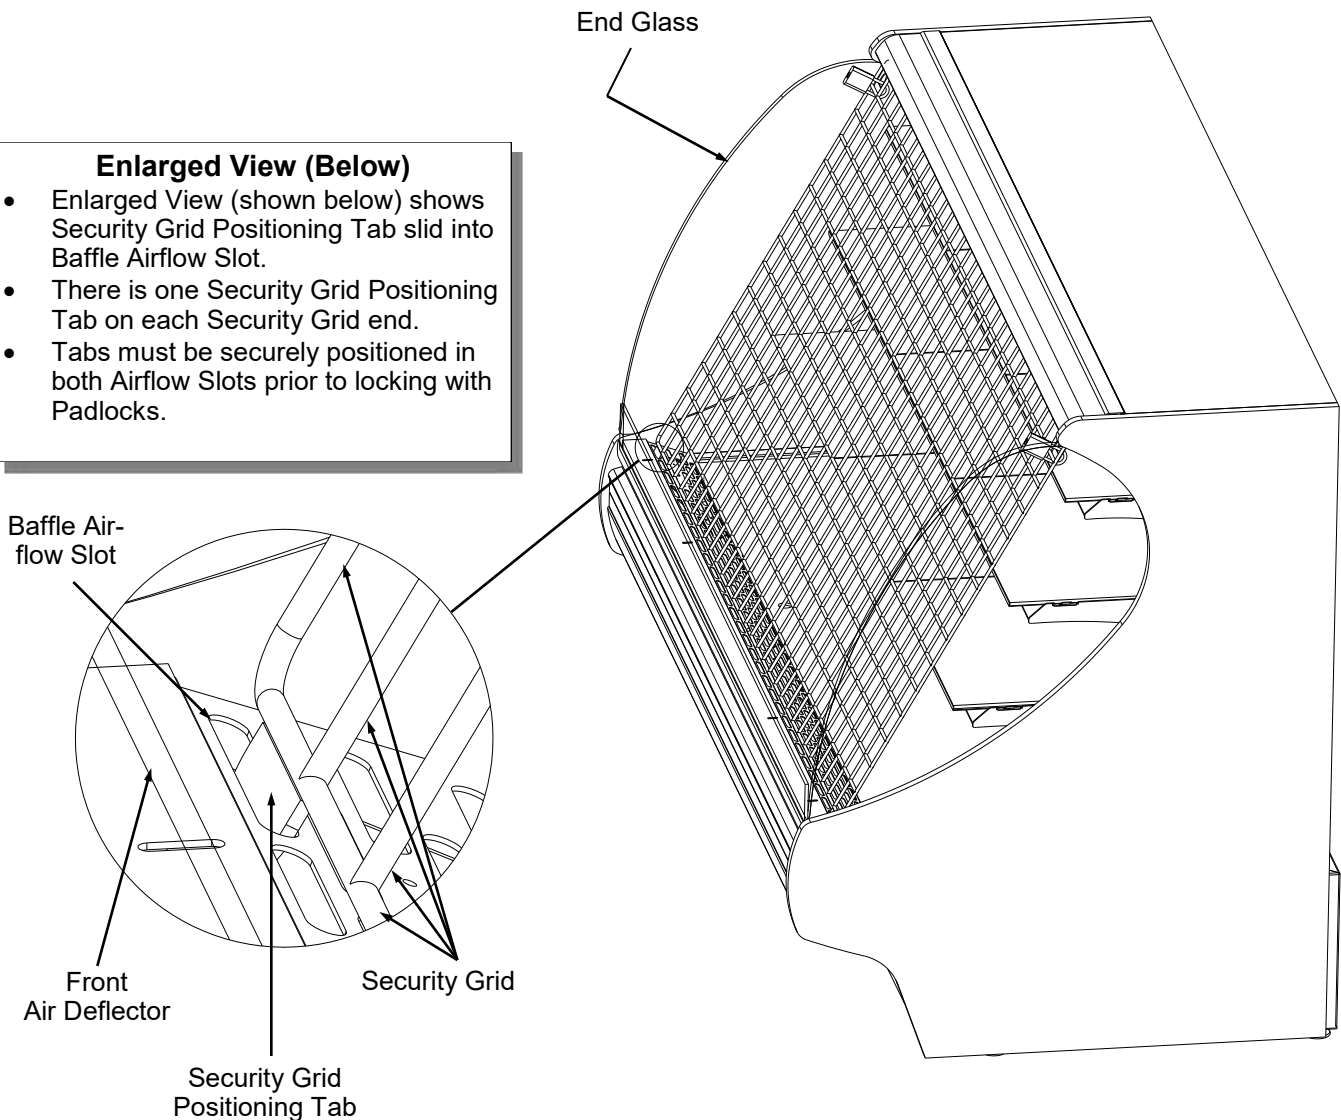 End Glass
Enlarged View (Below)
• Enlarged View (shown below) shows
Security Grid Positioning Tab slid into
Baffle Airflow Slot.
• There is one Security Grid Positioning
Tab on each Security Grid end.
• Tabs must be securely positioned in
both Airflow Slots prior to locking with
Padlocks.
Baffle Air-
flow Slot
Front
Air Deflector
Security Grid
Security Grid
Positioning Tab